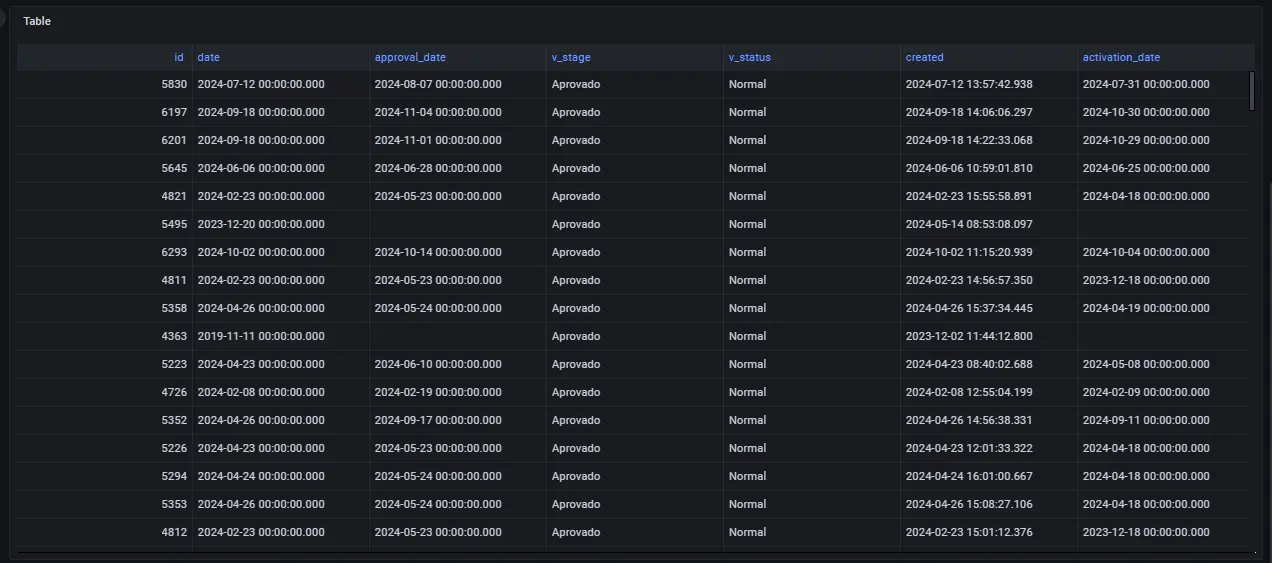 Table
id date approval_date v_stage v_status created activation_date
5830 2024-07-12 00:00:00.000 2024-08-07 00:00:00.000 Aprovado Normal 2024-07-12 13:57:42.938 2024-07-31 00:00:00.000
6197 2024-09-18 00:00:00.000 2024-11-04 00:00:00.000 Aprovado Normal 2024-09-18 14:06:06.297 2024-10-30 00:00:00.000
6201 2024-09-18 00:00:00.000 2024-11-01 00:00:00.000 Aprovado Normal 2024-09-18 14:22:33.068 2024-10-29 00:00:00.000
5645 2024-06-06 00:00:00.000 2024-06-28 00:00:00.000 Aprovado Normal 2024-06-06 10:59:01.810 2024-06-25 00:00:00.000
4821 2024-02-23 00:00:00.000 2024-05-23 00:00:00.000 Aprovado Normal 2024-02-23 15:55:58.891 2024-04-18 00:00:00.000
5495 2023-12-20 00:00:00.000 Aprovado Normal 2024-05-14 08:53:08.097
6293 2024-10-02 00:00:00.000 2024-10-14 00:00:00.000 Aprovado Normal 2024-10-02 11:15:20.939 2024-10-04 00:00:00.000
4811 2024-02-23 00:00:00.000 2024-05-23 00:00:00.000 Aprovado Normal 2024-02-23 14:56:57.350 2023-12-18 00:00:00.000
5358 2024-04-26 00:00:00.000 2024-05-24 00:00:00.000 Aprovado Normal 2024-04-26 15:37:34.445 2024-04-19 00:00:00.000
4363 2019-11-11 00:00:00.000 Aprovado Normal 2023-12-02 11:44:12.800
5223 2024-04-23 00:00:00.000 2024-06-10 00:00:00.000 Aprovado Normal 2024-04-23 08:40:02.688 2024-05-08 00:00:00.000
4726 2024-02-08 00:00:00.000 2024-02-19 00:00:00.000 Aprovado Normal 2024-02-08 12:55:04.199 2024-02-09 00:00:00.000
5352 2024-04-26 00:00:00.000 2024-09-17 00:00:00.000 Aprovado Normal 2024-04-26 14:56:38.331 2024-09-11 00:00:00.000
5226 2024-04-23 00:00:00.000 2024-05-23 00:00:00.000 Aprovado Normal 2024-04-23 12:01:33.322 2024-04-18 00:00:00.000
5294 2024-04-24 00:00:00.000 2024-05-24 00:00:00.000 Aprovado Normal 2024-04-24 16:01:00.667 2024-04-18 00:00:00.000
5353 2024-04-26 00:00:00.000 2024-05-24 00:00:00.000 Aprovado Normal 2024-04-26 15:08:27.106 2024-04-18 00:00:00.000
4812 2024-02-23 00:00:00.000 2024-05-23 00:00:00.000 Aprovado Normal 2024-02-23 15:01:12.376 2023-12-18 00:00:00.000